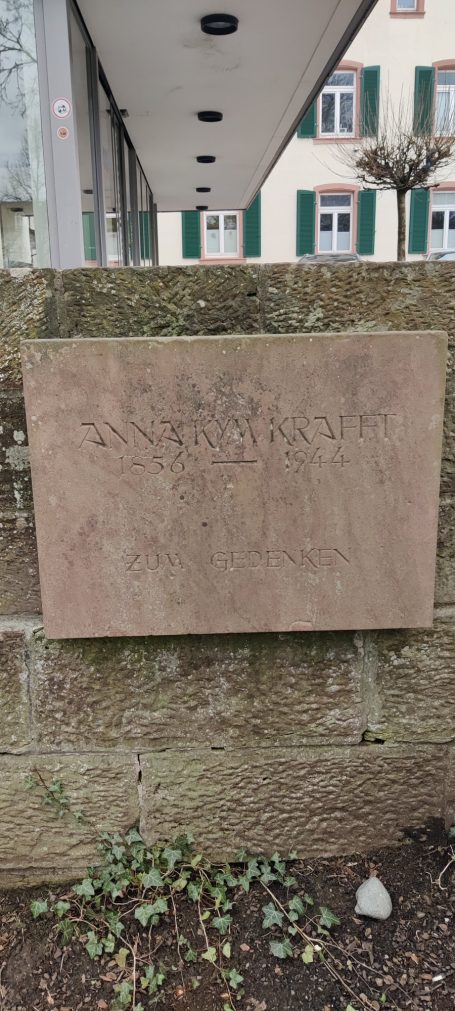 ANNA KYM KRAFFT
1856 — 1944
ZUM GEDENKEN